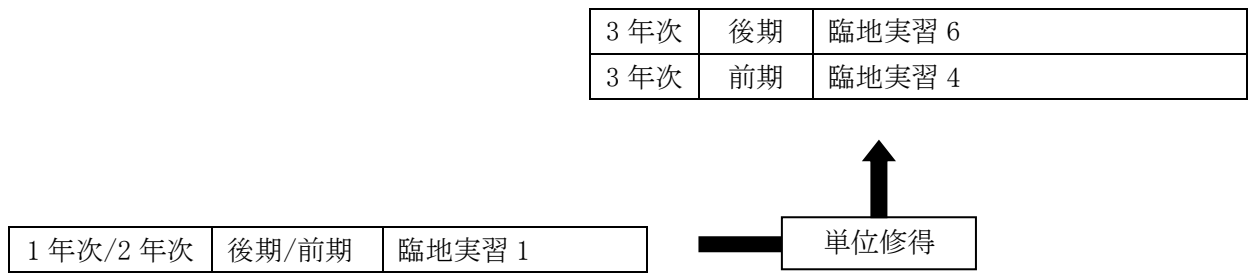 3年次 後期 臨地実習6
3年次 前期 臨地実習4
1年次/2年次 後期/前期 臨地実習1 単位修得